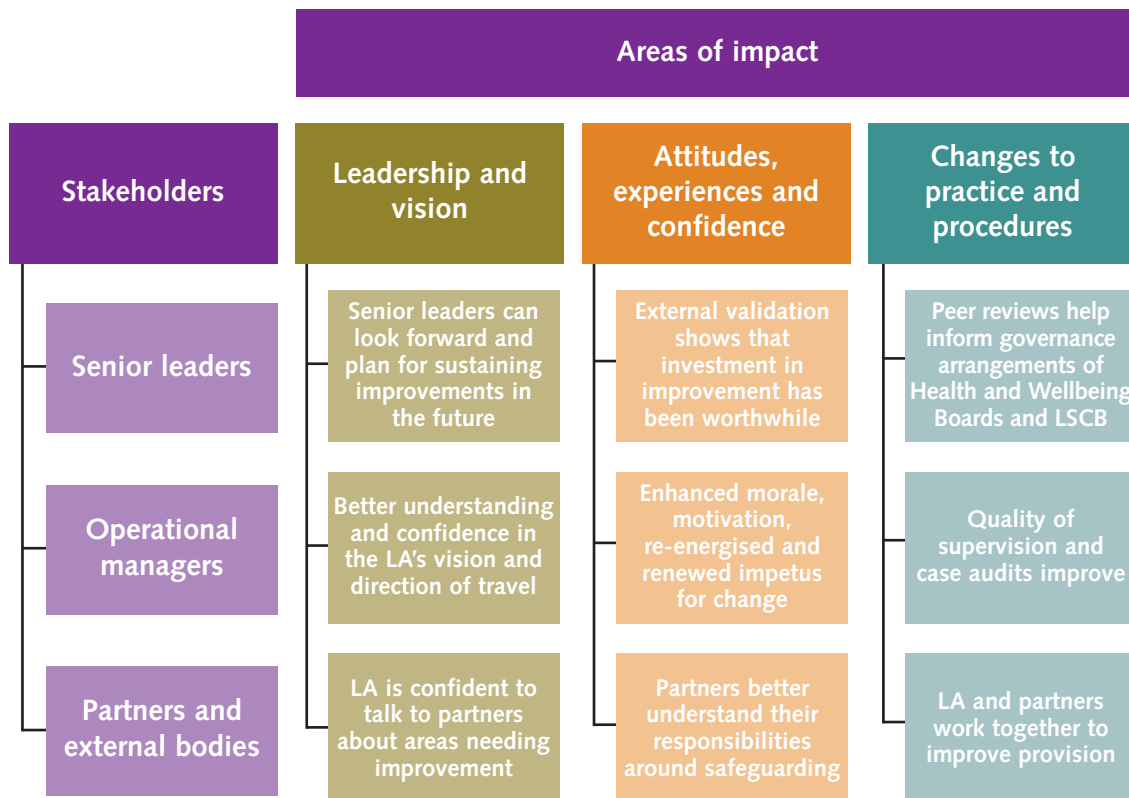 Areas of impact
Stakeholders
Leadership and
vision
Attitudes,
experiences and
confidence
Changes to
practice and
procedures
Senior leaders
Senior leaders can
look forward and
plan for sustaining
improvements in
the future
External validation
shows that
investment in
improvement has
been worthwhile
Peer reviews help
inform governance
arrangements of
Health and Wellbeing
Boards and LSCB
Operational
managers
Better understanding
and confidence in
the LA's vision and
direction of travel
Enhanced morale,
motivation,
re-energised and
renewed impetus
for change
Quality of
supervision and
case audits improve
Partners and
external bodies
LA is confident to
talk to partners
about areas needing
improvement
Partners better
understand their
responsibilities
around safeguarding
LA and partners
work together to
improve provision